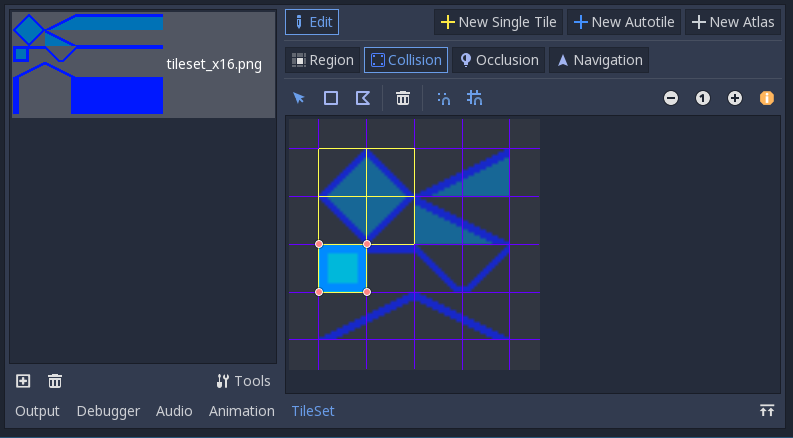 tileset_x16.png
Tools
Edit
New Single Tile
New Autotile
New Atlas
Region
Collision
Occlusion
Navigation
1
Output
Debugger
Audio
Animation
TileSet